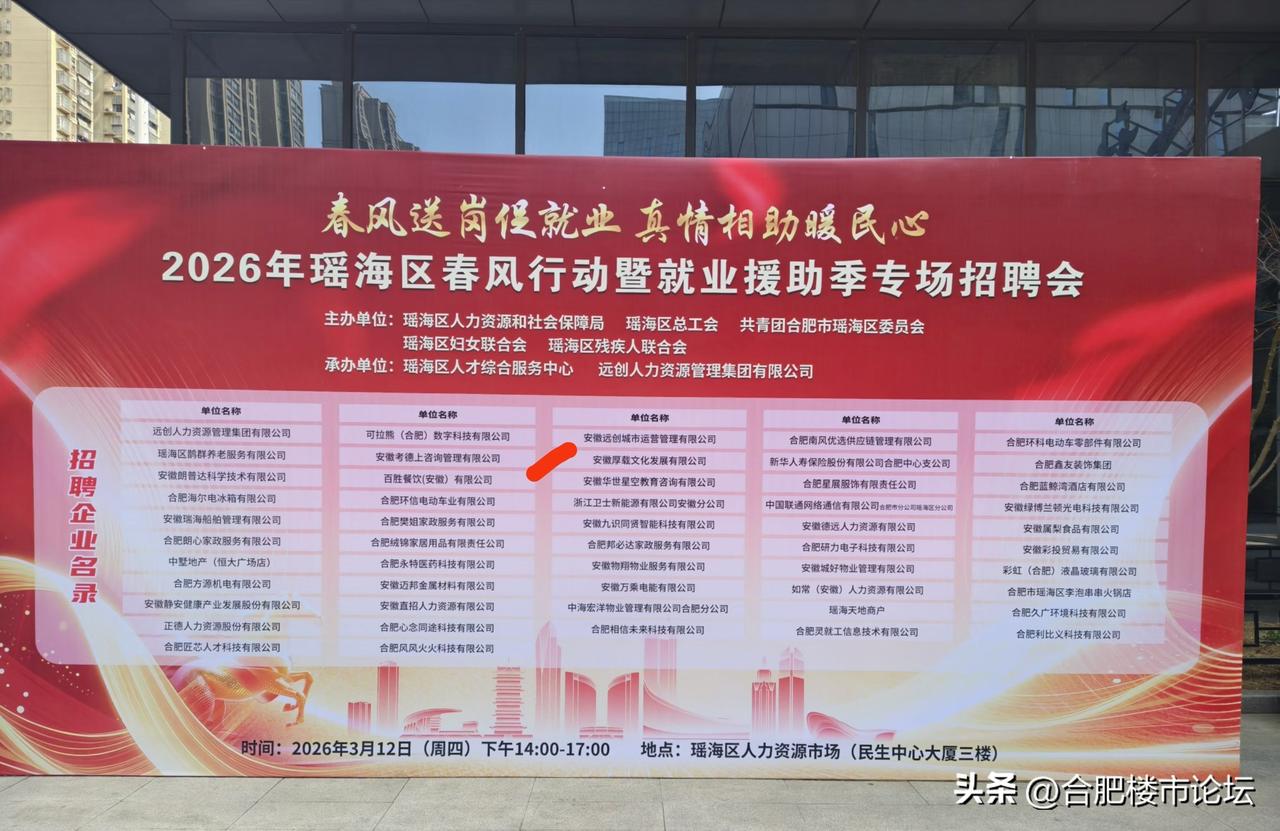 春风送岗促就业 真情相助暖民心
2026年瑶海区春风行动暨就业援助季专场招聘会
主办单位：瑶海区人力资源和社会保障局 瑶海区总工会 共青团合肥市瑶海区委员会
瑶海区妇女联合会 瑶海区残疾人联合会
承办单位：瑶海区人才综合服务中心 远创人力资源管理集团有限公司
招聘企业名录
单位名称
远创人力资源管理集团有限公司
瑶海区鹊群养老服务有限公司
安徽朗普达科学技术有限公司
合肥海尔电冰箱有限公司
安徽瑞海船舶管理有限公司
合肥朗心家政服务有限公司
中墅地产（恒大广场店）
合肥方源机电有限公司
安徽静安健康产业发展股份有限公司
正德人力资源股份有限公司
合肥匠芯人才科技有限公司
单位名称
可拉熊（合肥）数字科技有限公司
安徽考德上咨询管理有限公司
百胜餐饮(安徽）有限公司
合肥环信电动车业有限公司
合肥樊姐家政服务有限公司
合肥绒锦家居用品有限责任公司
合肥永特医药科技有限公司
安徽迈邦金属材料有限公司
安徽直招人力资源有限公司
合肥心念同途科技有限公司
合肥风风火火科技有限公司
单位名称
安徽远创城市运营管理有限公司
安徽厚载文化发展有限公司
安徽华世星空教育咨询有限公司
浙江卫士新能源有限公司安徽分公司
安徽九识同贤智能科技有限公司
合肥邦必达家政服务有限公司
安徽物翔物业服务有限公司
安徽万乘电能有限公司
中海宏洋物业管理有限公司合肥分公司
合肥相信未来科技有限公司
单位名称
合肥南风优选供应链管理有限公司
新华人寿保险股份有限公司合肥中心支公司
合肥星展服饰有限责任公司
中国联通网络通信有限公司合肥市分公司瑶海区分公司
安徽德远人力资源有限公司
合肥研力电子科技有限公司
安徽城好物业管理有限公司
如常（安徽）人力资源有限公司
瑶海天地商户
合肥灵就工信息技术有限公司
单位名称
合肥环科电动车零部件有限公司
合肥鑫友装饰集团
合肥蓝鲸湾酒店有限公司
安徽绿博兰顿光电科技有限公司
安徽属梨食品有限公司
安徽彩投贸易有限公司
彩虹（合肥）液晶玻璃有限公司
合肥市瑶海区李泡串串火锅店
合肥久广环境科技有限公司
合肥利比义科技有限公司
时间：2026年3月12日（周四）下午14:00-17:00 地点：瑶海区人力资源市场（民生中心大厦三楼）
头条 @合肥楼市论坛